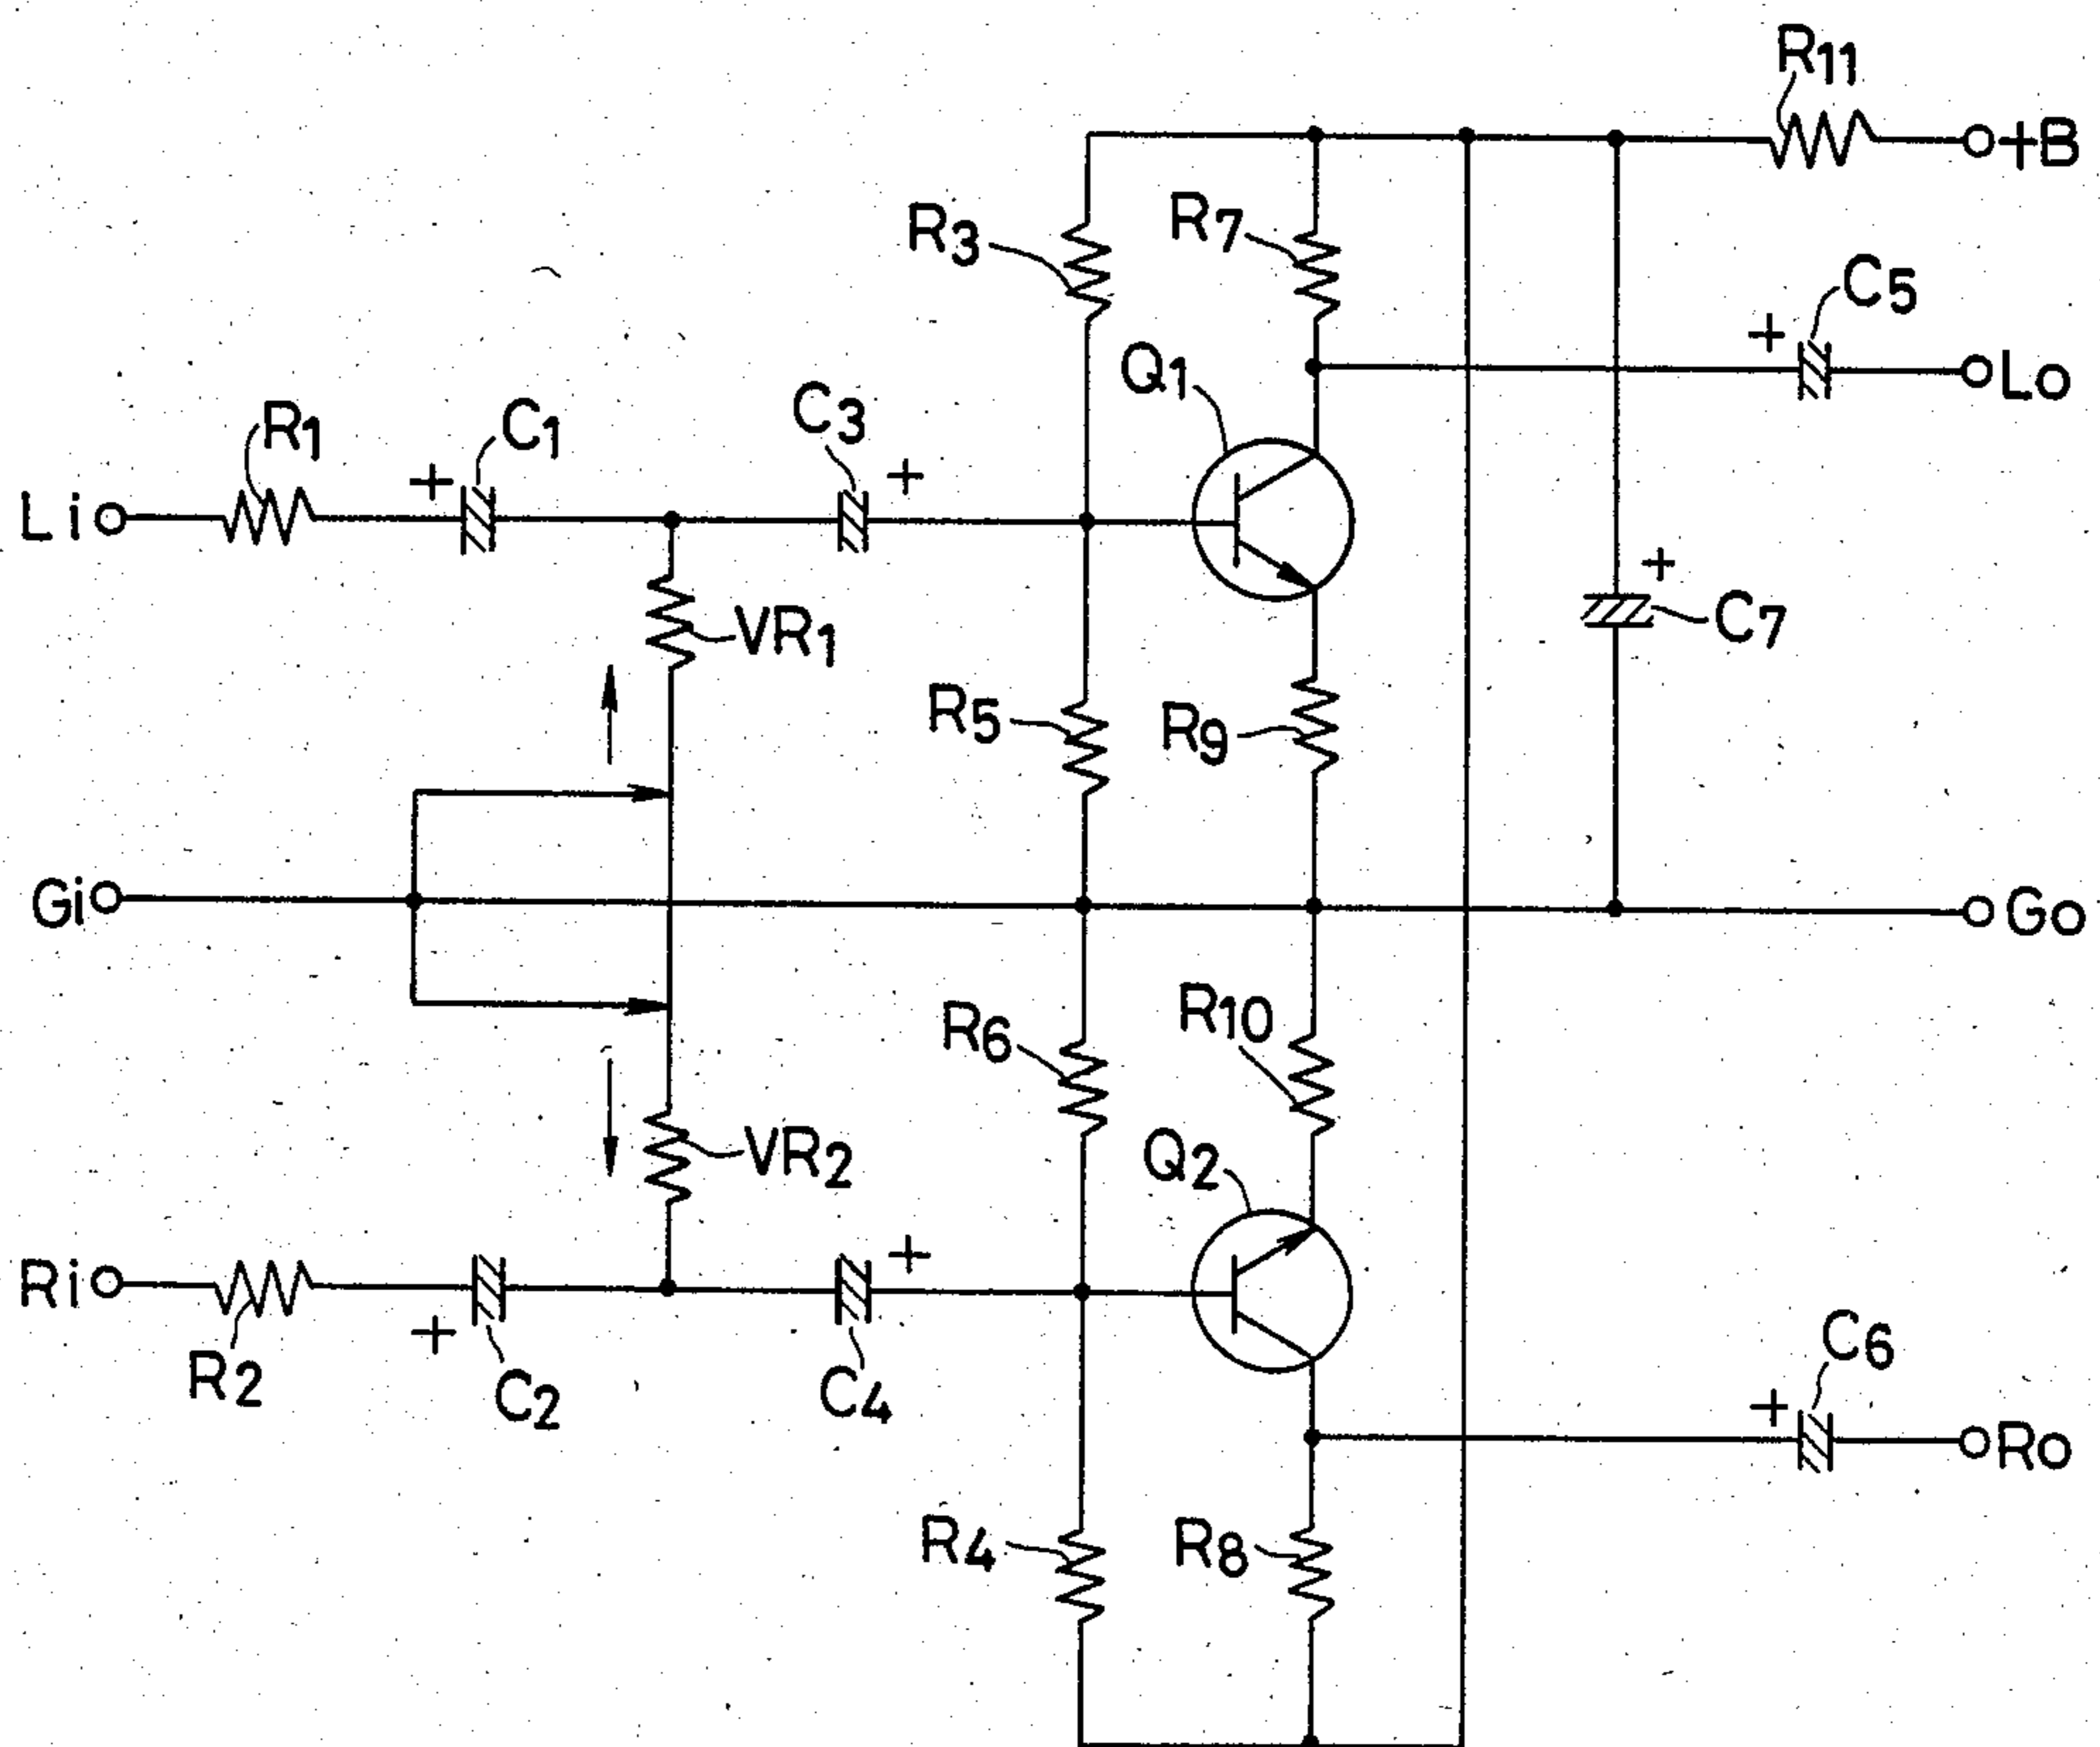 R11
+B
R3
R7
C5
+
Q1
Lo
C3
R1
C1
+
+
Li
+
C7
VR1
R5
R9
Gi
Go
R6
R10
VR2
Q2
+
Ri
+
R2
C2
C4
C6
+
Ro
R4
R8